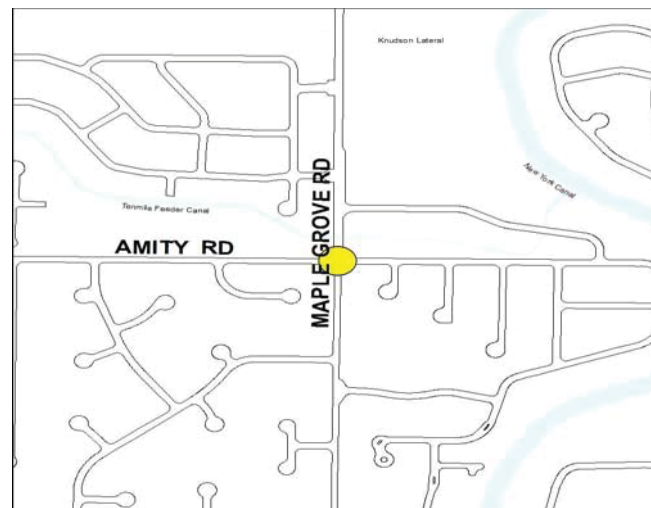 Knudson Lateral
New York Canal
MAPLE GROVE RD
Tenmile Feeder Canal
AMITY RD